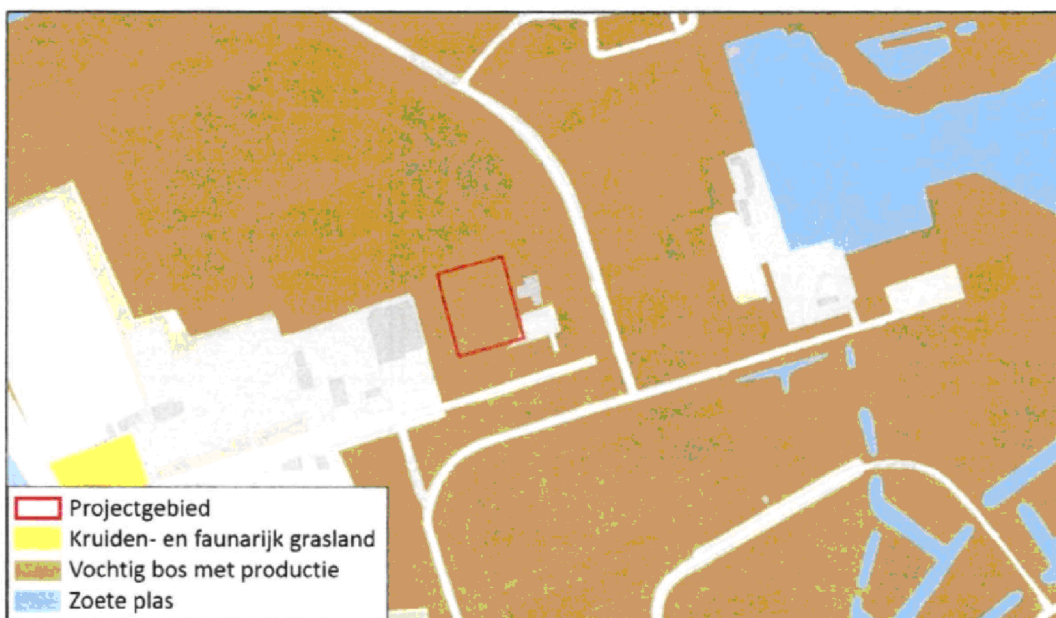 Projectgebied
Kruiden- en faunarijk grasland
Vochtig bos met productie
Zoete plas